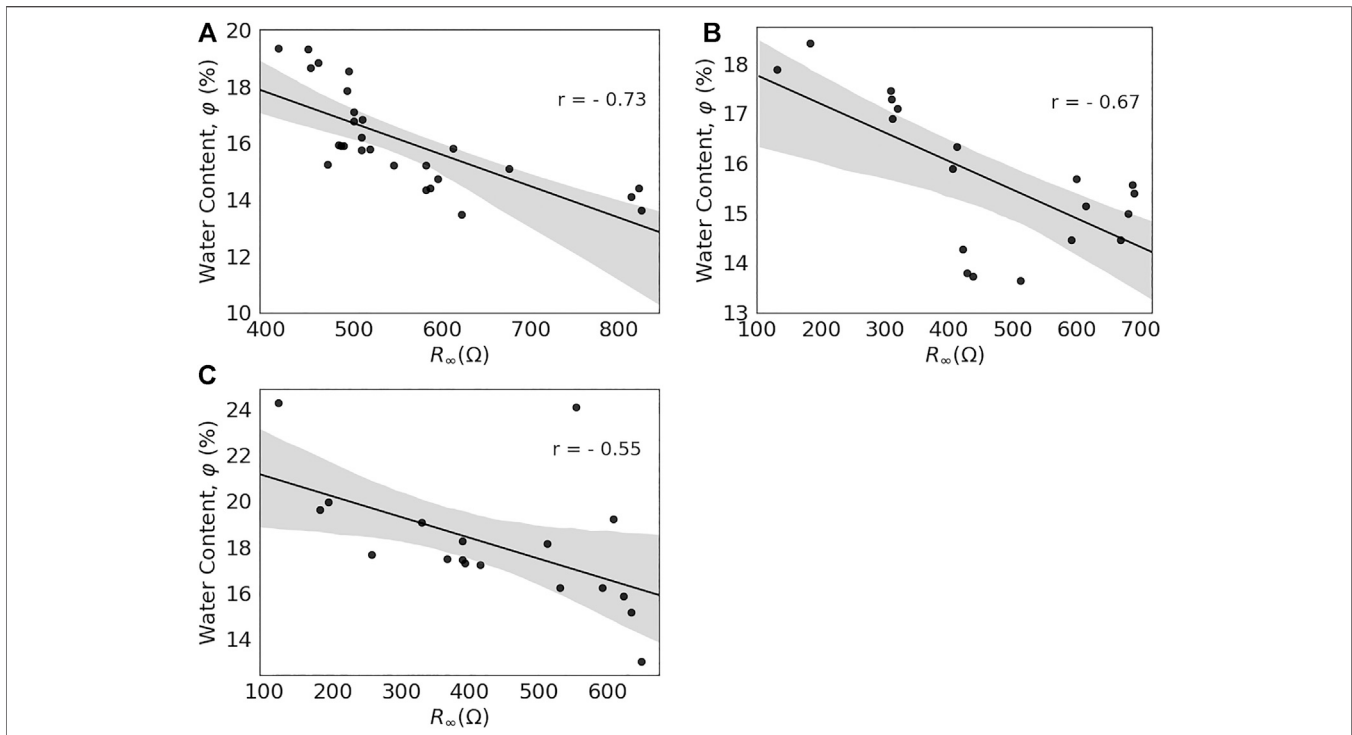 A
20
18
16
14
12
10
Water Content, φ (%)
r = - 0.73
400 500 600 700 800
R∞(Ω)
B
18
17
16
15
14
13
Water Content, φ (%)
r = - 0.67
100 200 300 400 500 600 700
R∞(Ω)
C
24
22
20
18
16
14
Water Content, φ (%)
r = - 0.55
100 200 300 400 500 600
R∞(Ω)